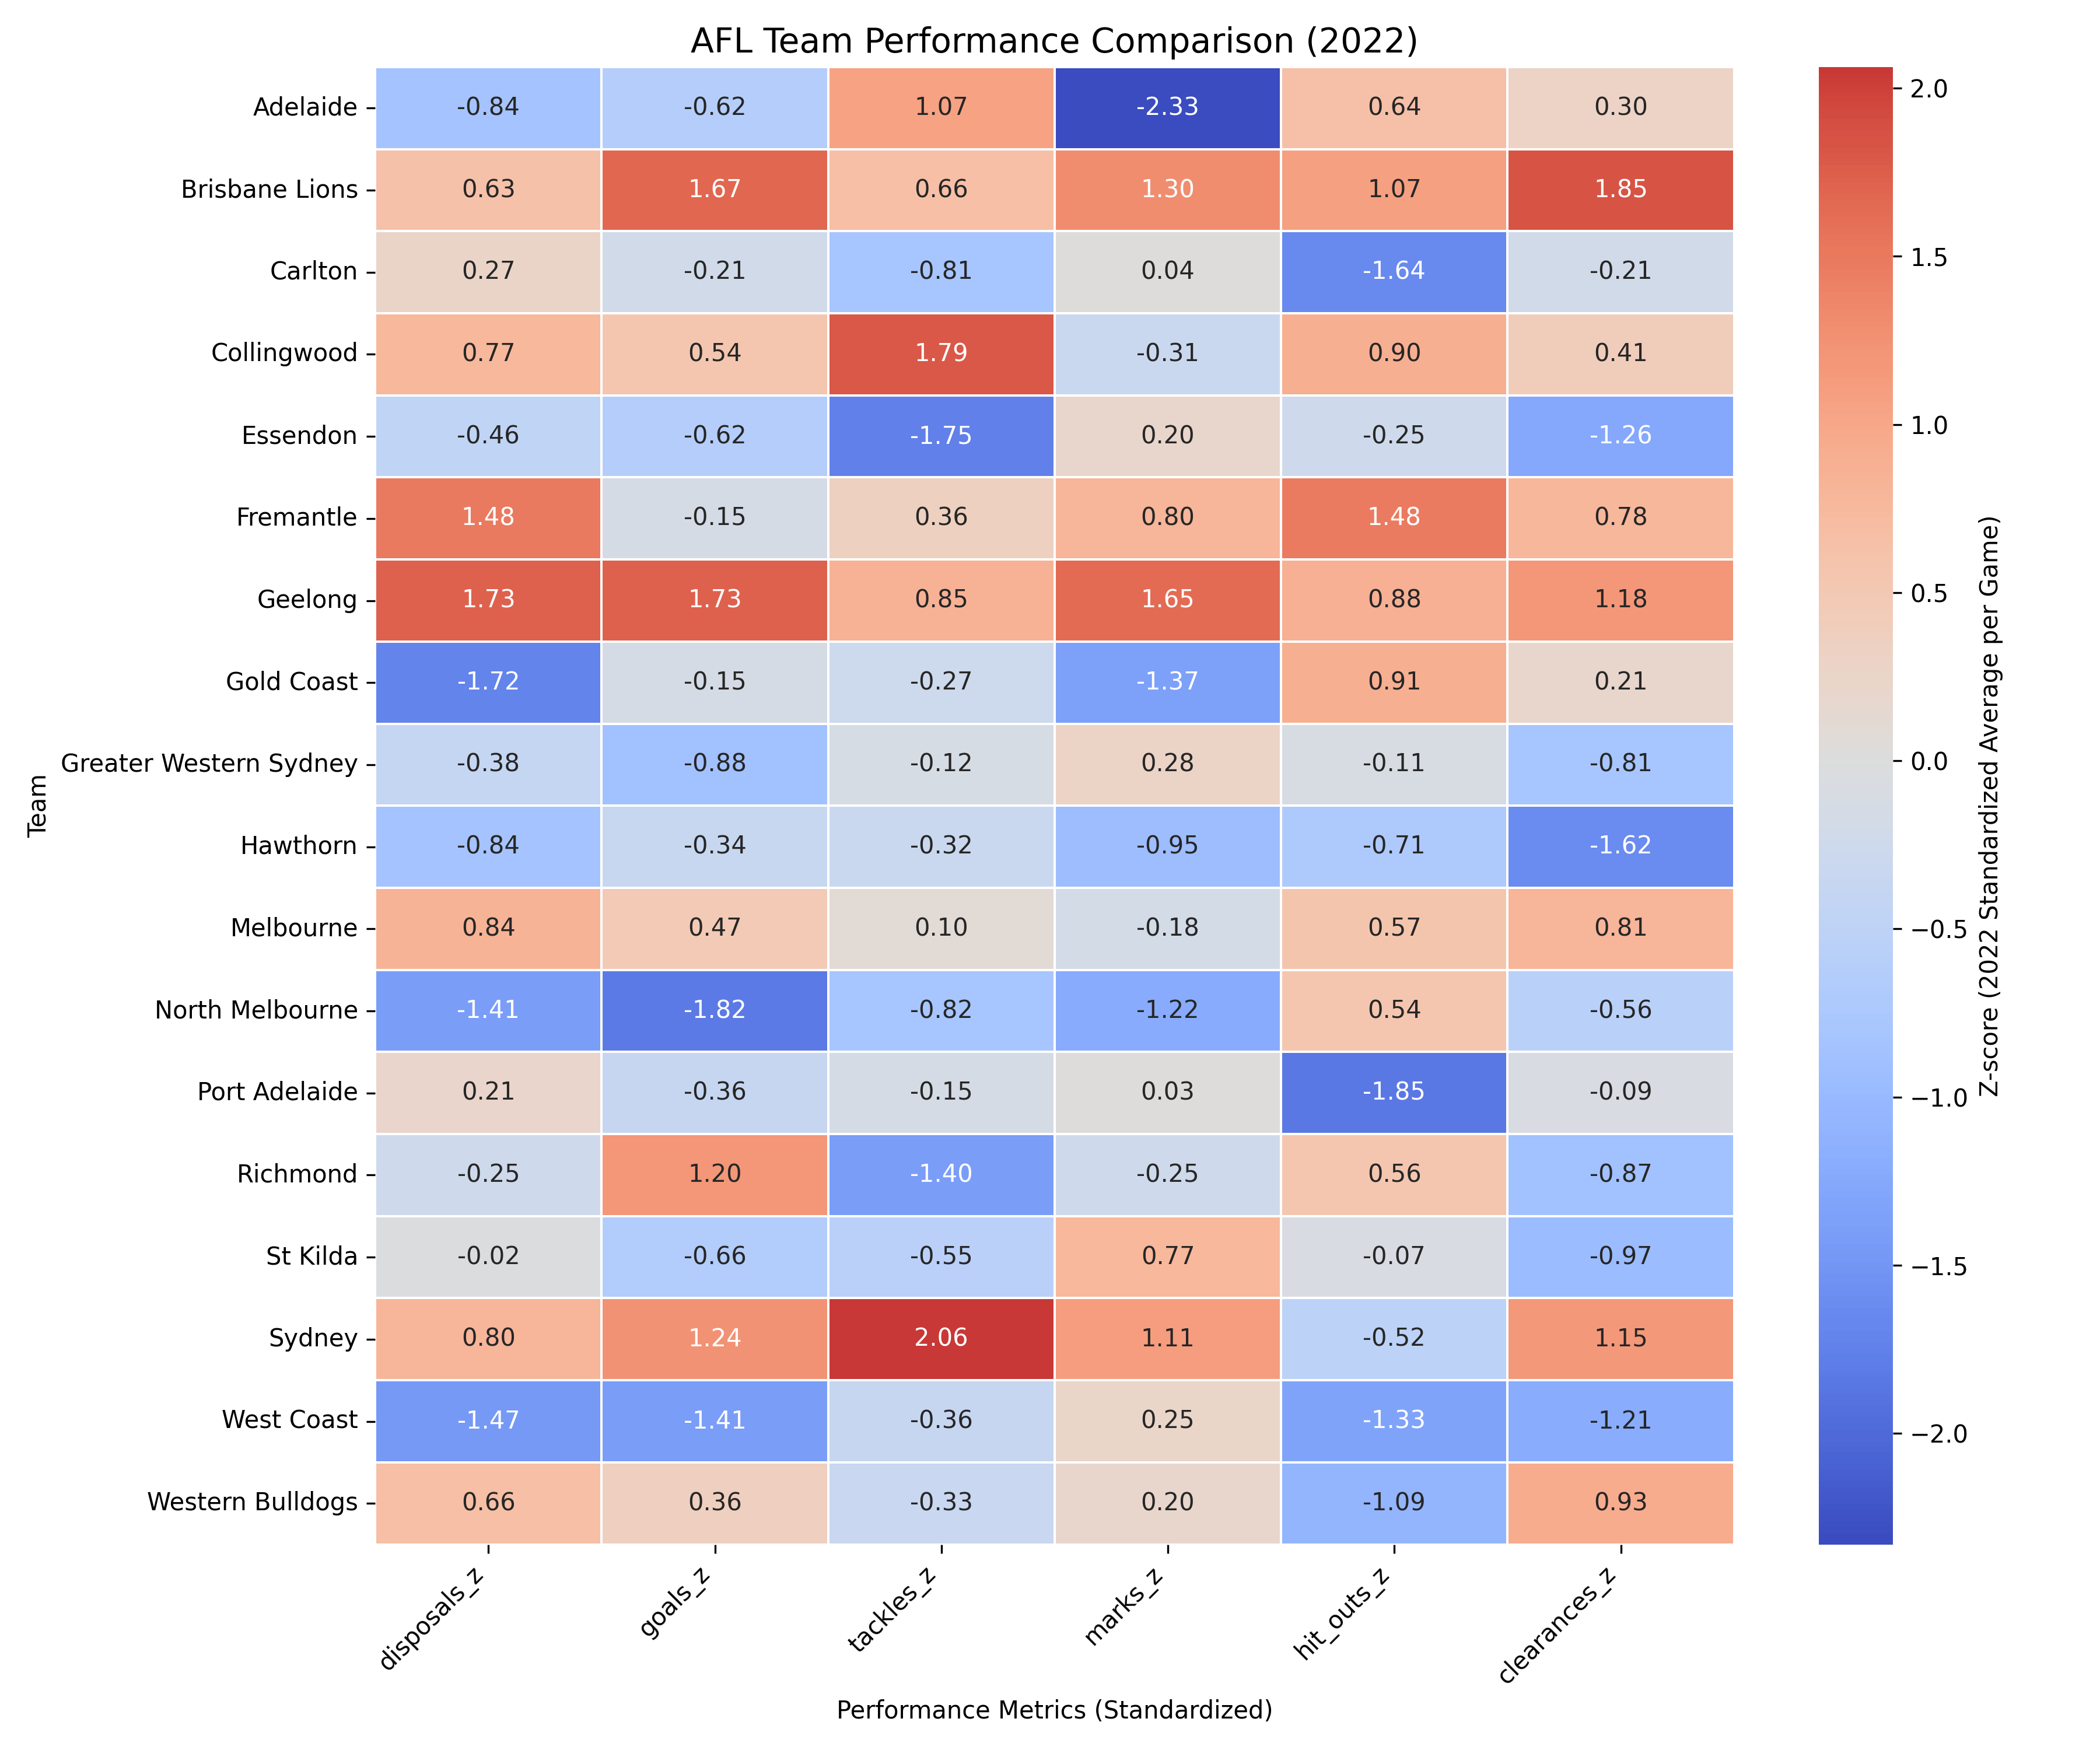 AFL Team Performance Comparison (2022)
Team
Adelaide -0.84 -0.62 1.07 -2.33 0.64 0.30
Brisbane Lions 0.63 1.67 0.66 1.30 1.07 1.85
Carlton 0.27 -0.21 -0.81 0.04 -1.64 -0.21
Collingwood 0.77 0.54 1.79 -0.31 0.90 0.41
Essendon -0.46 -0.62 -1.75 0.20 -0.25 -1.26
Fremantle 1.48 -0.15 0.36 0.80 1.48 0.78
Geelong 1.73 1.73 0.85 1.65 0.88 1.18
Gold Coast -1.72 -0.15 -0.27 -1.37 0.91 0.21
Greater Western Sydney -0.38 -0.88 -0.12 0.28 -0.11 -0.81
Hawthorn -0.84 -0.34 -0.32 -0.95 -0.71 -1.62
Melbourne 0.84 0.47 0.10 -0.18 0.57 0.81
North Melbourne -1.41 -1.82 -0.82 -1.22 0.54 -0.56
Port Adelaide 0.21 -0.36 -0.15 0.03 -1.85 -0.09
Richmond -0.25 1.20 -1.40 -0.25 0.56 -0.87
St Kilda -0.02 -0.66 -0.55 0.77 -0.07 -0.97
Sydney 0.80 1.24 2.06 1.11 -0.52 1.15
West Coast -1.47 -1.41 -0.36 0.25 -1.33 -1.21
Western Bulldogs 0.66 0.36 -0.33 0.20 -1.09 0.93
disposals_z goals_z tackles_z marks_z hit_outs_z clearances_z
Performance Metrics (Standardized)
2.0
1.5
1.0
0.5
0.0
−0.5
−1.0
−1.5
−2.0
Z-score (2022 Standardized Average per Game)